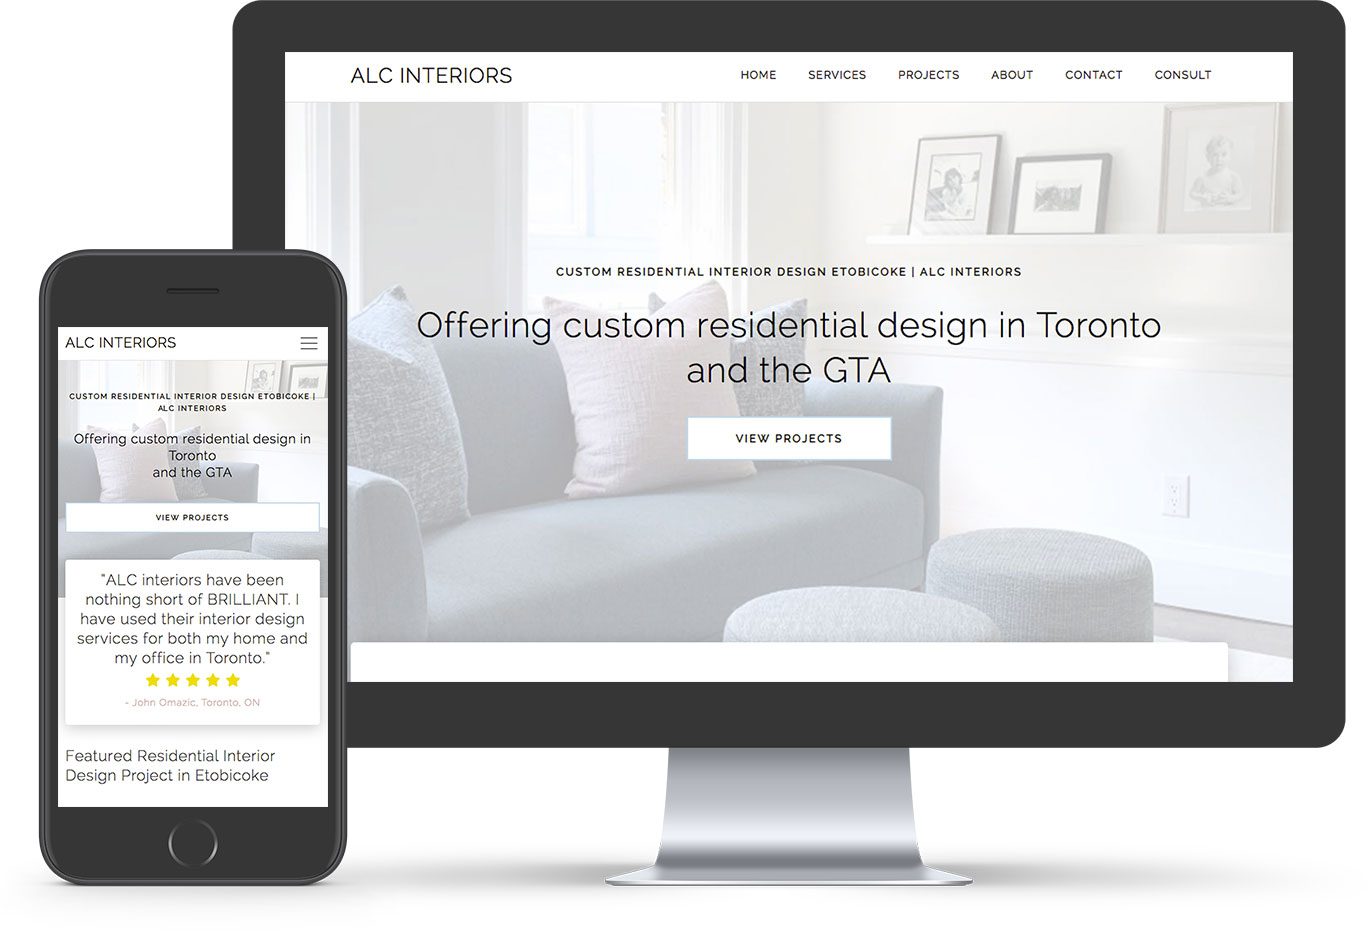 ALC INTERIORS
HOME SERVICES PROJECTS ABOUT CONTACT CONSULT
CUSTOM RESIDENTIAL INTERIOR DESIGN ETOBICOKE | ALC INTERIORS
Offering custom residential design in Toronto
and the GTA
VIEW PROJECTS
ALC INTERIORS
CUSTOM RESIDENTIAL INTERIOR DESIGN ETOBICOKE |
ALC INTERIORS
Offering custom residential design in
Toronto
and the GTA
VIEW PROJECTS
"ALC interiors have been
nothing short of BRILLIANT. I
have used their interior design
services for both my home and
my office in Toronto."
- John Omazic, Toronto, ON
Featured Residential Interior
Design Project in Etobicoke